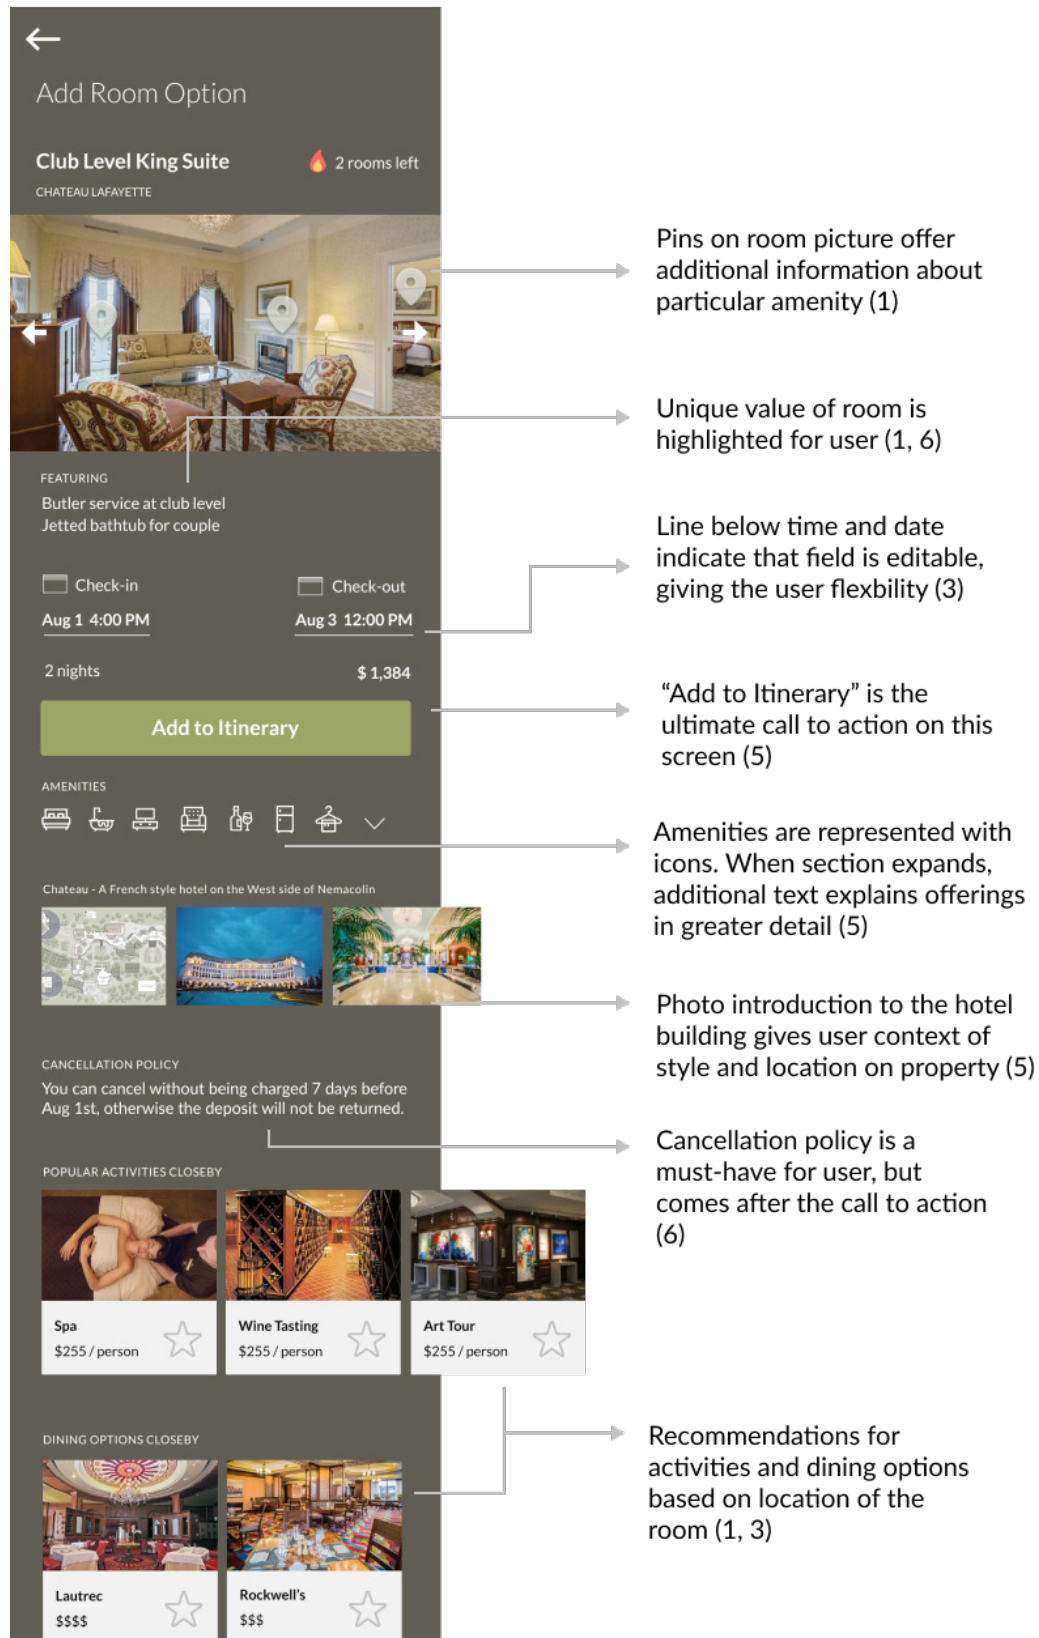 Add Room Option
Club Level King Suite
2 rooms left
CHATEAU LAFAYETTE
Pins on room picture offer
additional information about
particular amenity (1)
Unique value of room is
highlighted for user (1, 6)
FEATURING
Butler service at club level
Jetted bathtub for couple
Line below time and date
indicate that field is editable,
giving the user flexbility (3)
Check-in
Check-out
Aug 1 4:00 PM
Aug 3 12:00 PM
2 nights
$ 1,384
Add to Itinerary
“Add to Itinerary” is the
ultimate call to action on this
screen (5)
AMENITIES
Amenities are represented with
icons. When section expands,
additional text explains offerings
in greater detail (5)
Chateau - A French style hotel on the West side of Nemacolin
Photo introduction to the hotel
building gives user context of
style and location on property (5)
CANCELLATION POLICY
You can cancel without being charged 7 days before
Aug 1st, otherwise the deposit will not be returned.
Cancellation policy is a
must-have for user, but
comes after the call to action
(6)
POPULAR ACTIVITIES CLOSEBY
Spa
$255 / person
Wine Tasting
$255 / person
Art Tour
$255 / person
Recommendations for
activities and dining options
based on location of the
room (1, 3)
DINING OPTIONS CLOSEBY
Lautrec
$$$$
Rockwell's
$$$